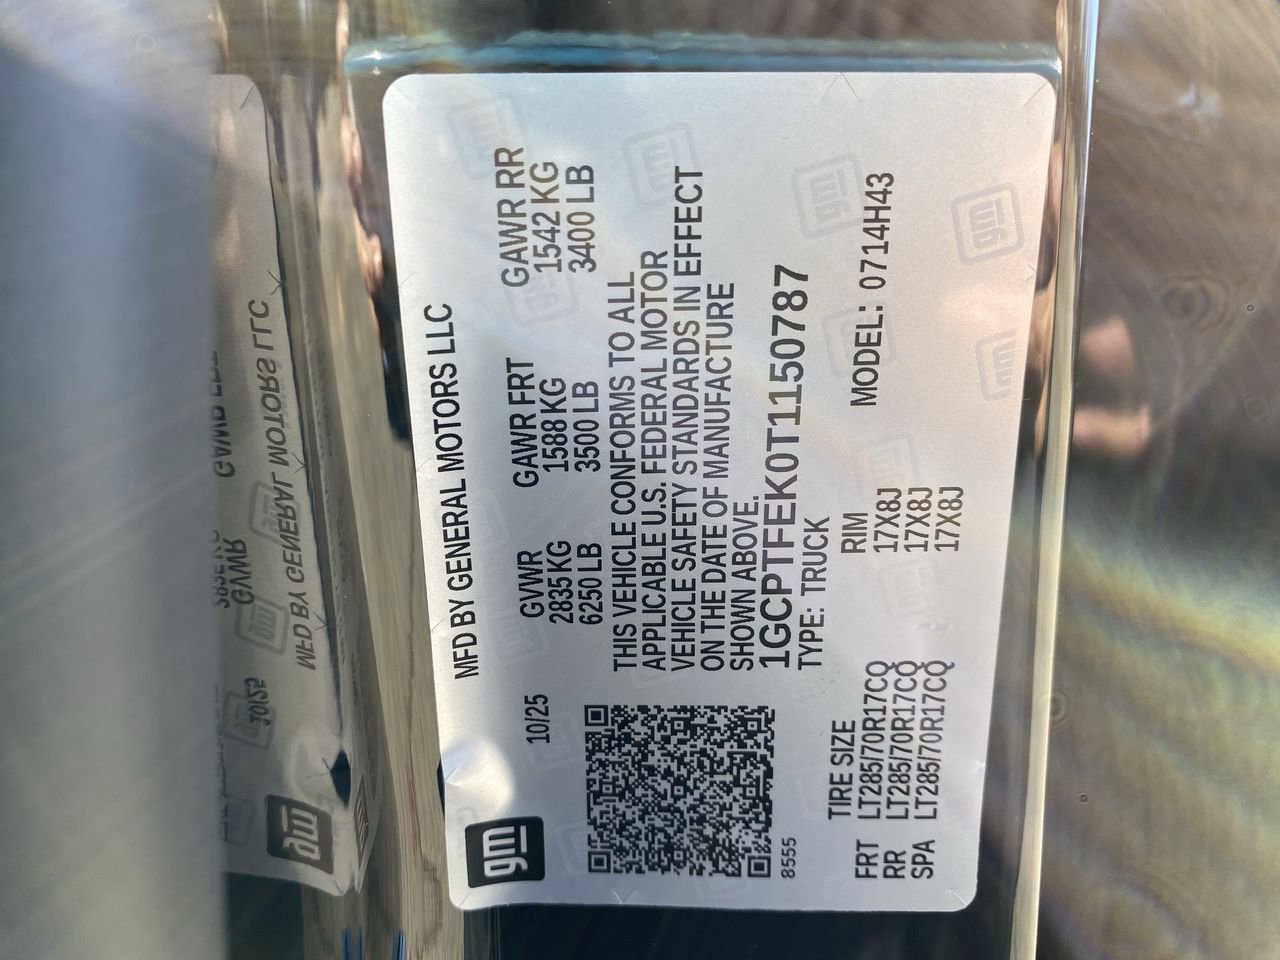 gm
MFD BY GENERAL MOTORS LLC
10/25
GVWR GAWR FRT GAWR RR
2835 KG 1588 KG 1542 KG
6250 LB 3500 LB 3400 LB
THIS VEHICLE CONFORMS TO ALL
APPLICABLE U.S. FEDERAL MOTOR
VEHICLE SAFETY STANDARDS IN EFFECT
ON THE DATE OF MANUFACTURE
SHOWN ABOVE.
1GCPTFEK0T1150787
8555
TYPE: TRUCK
MODEL: 0714H43
TIRE SIZE RIM
FRT LT285/70R17CQ 17X8J
RR LT285/70R17CQ 17X8J
SPA LT285/70R17CQ 17X8J